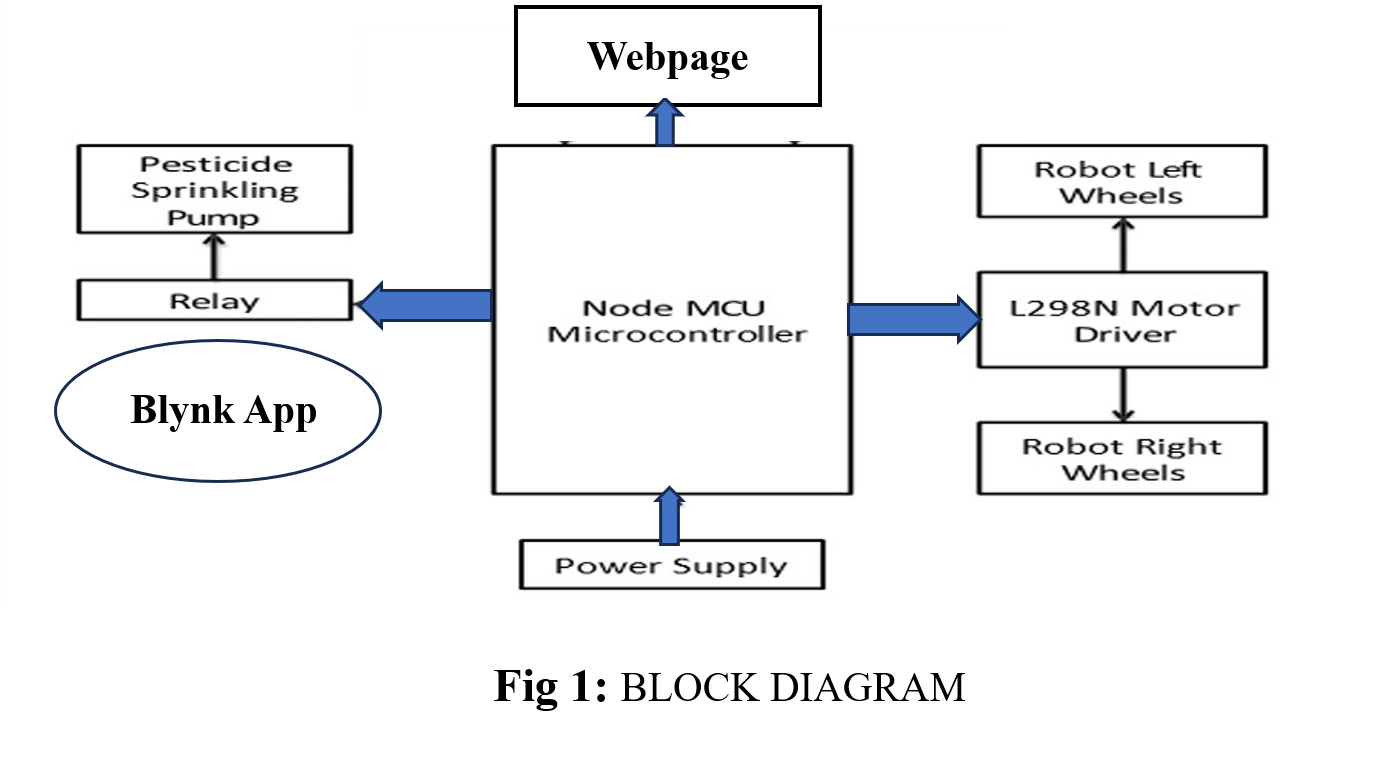 Webpage
Pesticide
Sprinkling
Pump
Relay
Blynk App
Node MCU
Microcontroller
Robot Left
Wheels
L298N Motor
Driver
Robot Right
Wheels
Power Supply
Fig 1: BLOCK DIAGRAM